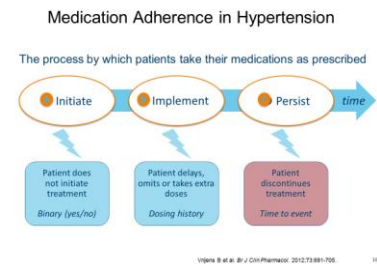 Medication Adherence in Hypertension
The process by which patients take their medications as prescribed
Initiate
Implement
Persist
time
Patient does
not initiate
treatment
Binary (yes/no)
Patient delays,
omits or takes extra
doses
Dosing history
Patient
discontinues
treatment
Time to event
Vrijens B et al. Br J Clin Pharmacol. 2012;73:691-705.